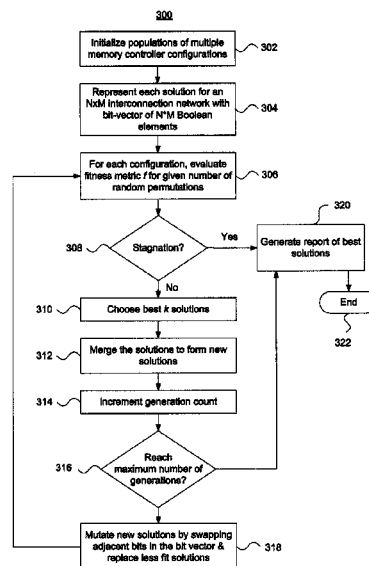 300
Initialize populations of multiple
memory controller configurations
302
Represent each solution for an
NxM interconnection network with
bit-vector of N*M Boolean
elements
304
For each configuration, evaluate
fitness metric f for given number of
random permutations
306
308
Stagnation?
Yes
No
320
Generate report of best
solutions
End
322
310
Choose best k solutions
312
Merge the solutions to form new
solutions
314
Increment generation count
316
Reach
maximum number of
generations?
Mutate new solutions by swapping
adjacent bits in the bit vector &
replace less fit solutions
318